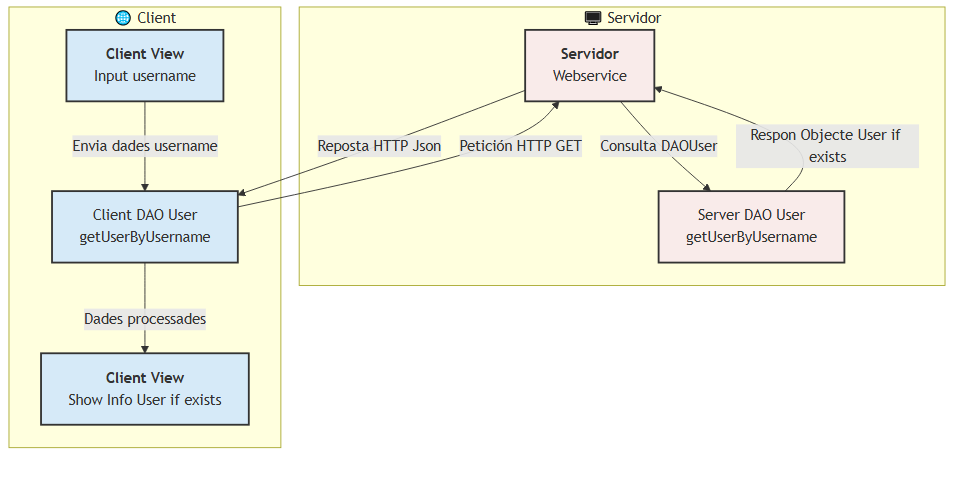 Client
Client View
Input username
Envia dades username
Client DAO User
getUserByUsername
Dades processades
Client View
Show Info User if exists
Servidor
Servidor
Webservice
Reposta HTTP Json
Petición HTTP GET
Consulta DAOUser
Respon Objecte User if
exists
Server DAO User
getUserByUsername